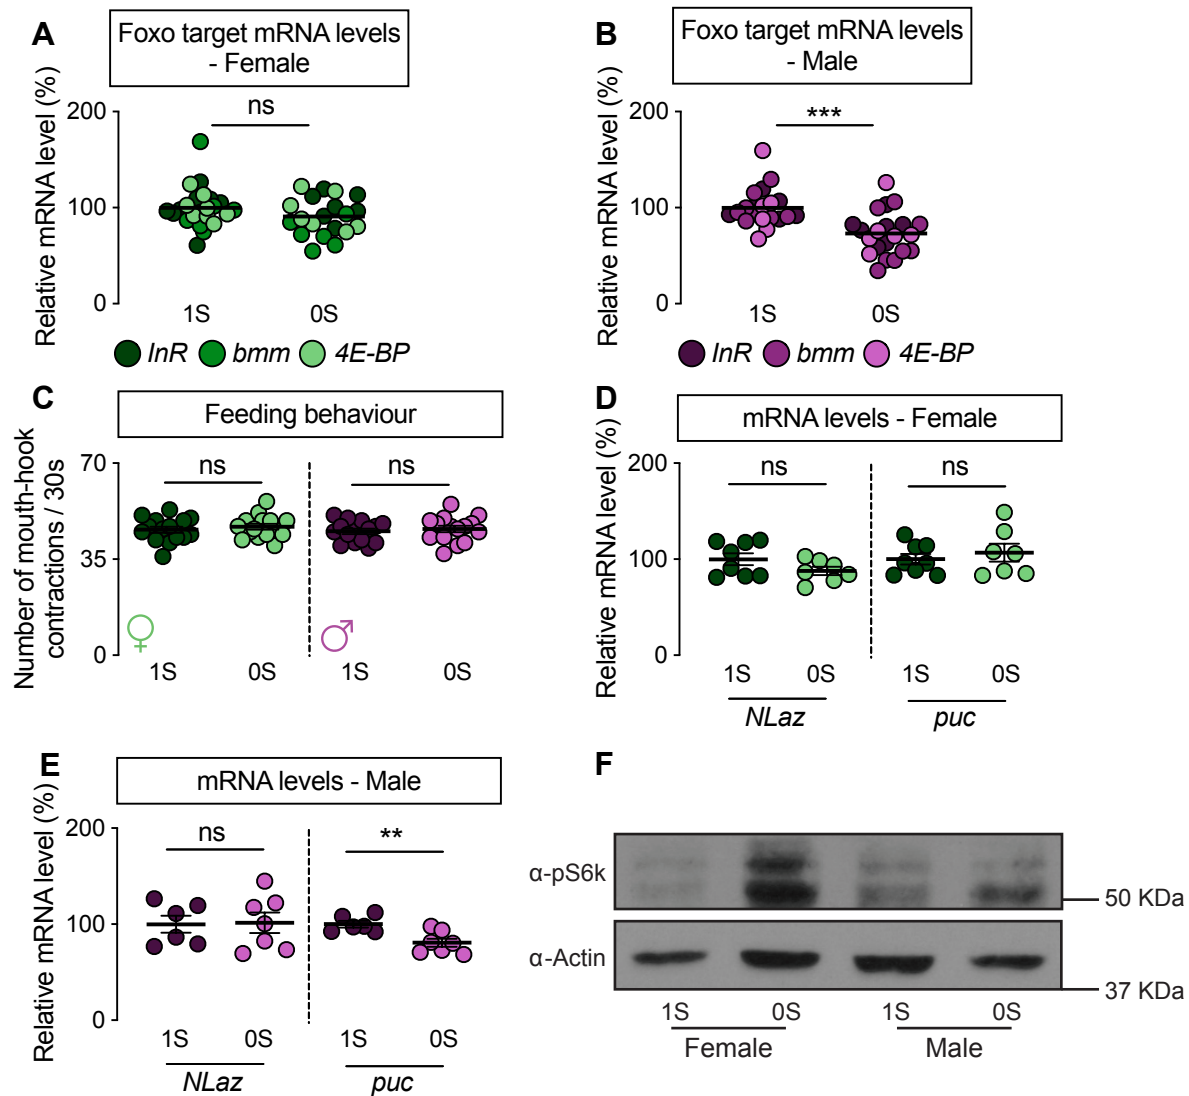 A
Foxo target mRNA levels
- Female
Relative mRNA level (%)
200
100
0
ns
1S
0S
InR
bmm
4E-BP
B
Foxo target mRNA levels
- Male
Relative mRNA level (%)
200
100
0
***
1S
0S
InR
bmm
4E-BP
C
Feeding behaviour
Number of mouth-hook
contractions / 30s
70
35
0
ns
ns
♀
♂
1S
0S
1S
0S
D
mRNA levels - Female
Relative mRNA level (%)
200
100
0
ns
ns
1S
0S
1S
0S
NLaz
puc
E
mRNA levels - Male
Relative mRNA level (%)
200
100
0
ns
**
1S
0S
1S
0S
NLaz
puc
F
α-pS6k
50 KDa
α-Actin
37 KDa
1S
0S
1S
0S
Female
Male